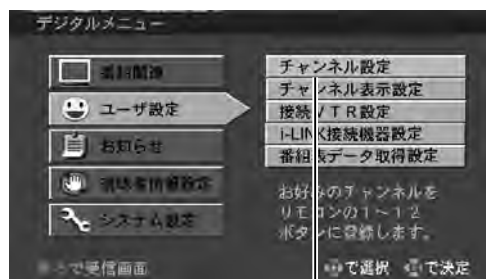 デジタルメニュー
ユーザ設定
お知らせ
システム設定
チャンネル設定
チャンネル表示設定
接続VTR設定
i-LINK接続機器設定
番組表データ取得設定
お好みのチャンネルを
リモコンの1~12
ボタンに登録します。
で受信画面
で選択
で決定